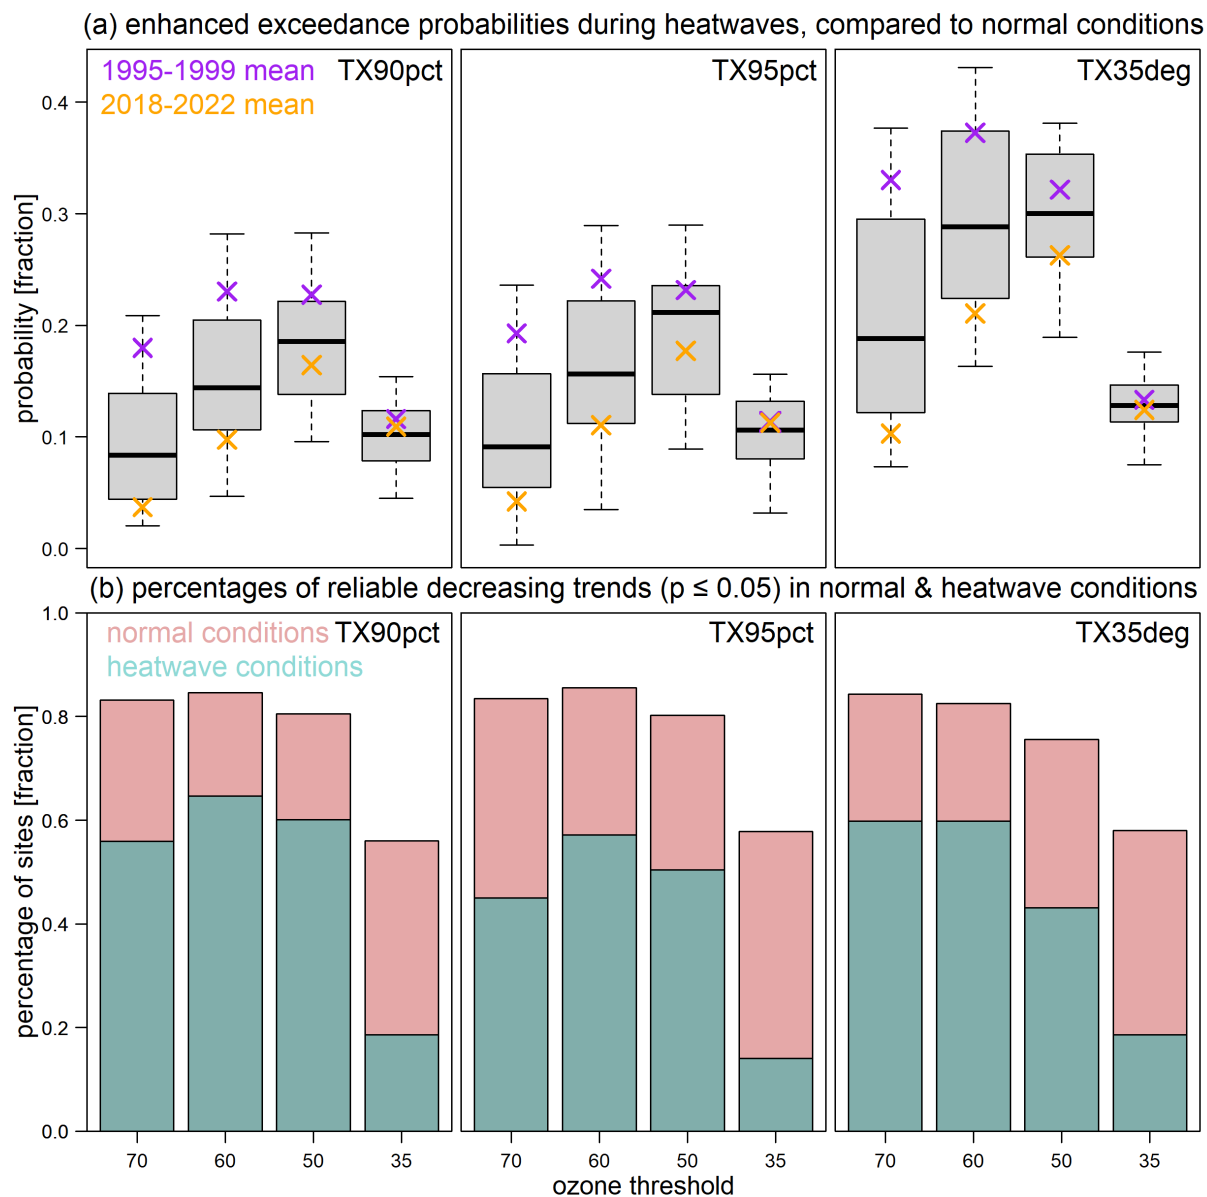 (a) enhanced exceedance probabilities during heatwaves, compared to normal conditions
1995-1999 mean
2018-2022 mean
TX90pct
TX95pct
TX35deg
probability [fraction]
0.4
0.3
0.2
0.1
0.0
(b) percentages of reliable decreasing trends (p ≤ 0.05) in normal & heatwave conditions
normal conditions
heatwave conditions
TX90pct
TX95pct
TX35deg
percentage of sites [fraction]
1.0
0.8
0.6
0.4
0.2
0.0
70 60 50 35 70 60 50 35 70 60 50 35
ozone threshold